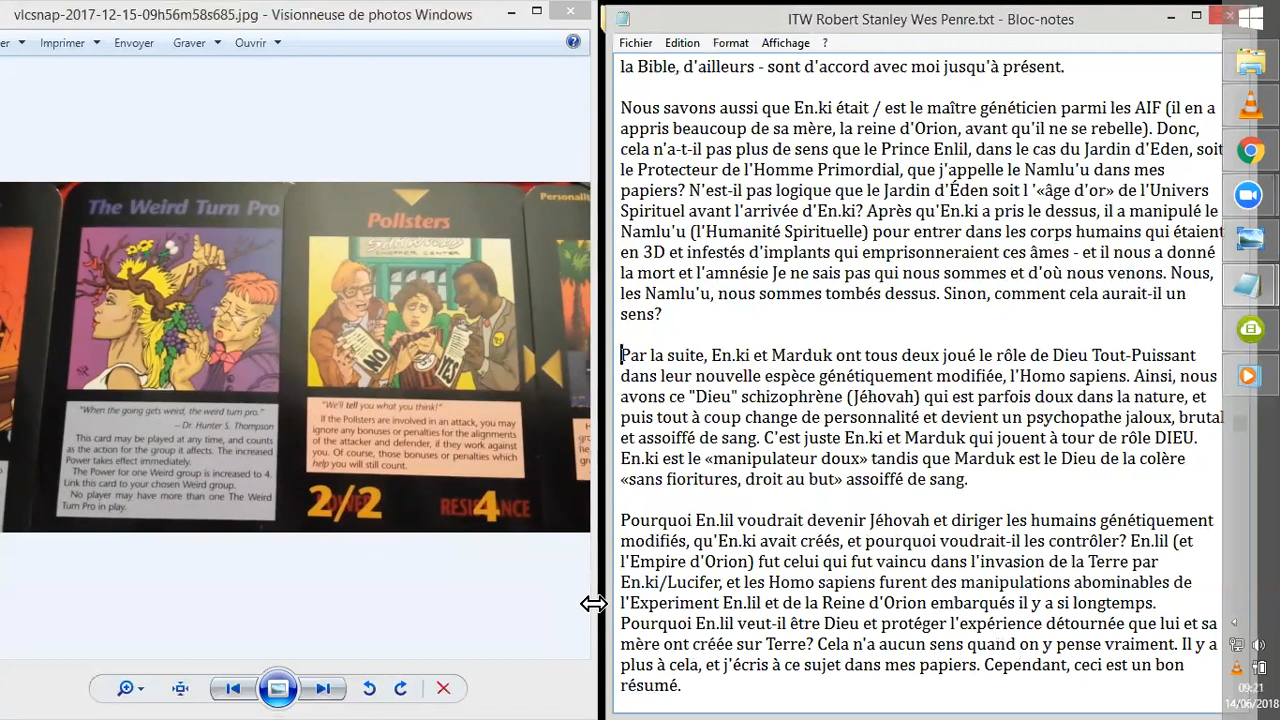 vlcsnap-2017-12-15-09h56m58s685.jpg - Visionneuse de photos Windows
Imprimer
Envoyer
Graver
Ouvrir
The Weird Turn Pro
"When the going gets weird, the weird turn pro."
– Dr. Hunter S. Thompson
This card may be played at any time, and counts
as the action for the group it affects. The increased
Power takes effect immediately.
The Power for one Weird group is increased to 4.
Link this card to your chosen Weird group.
No player may have more than one The Weird
Turn Pro in play.
Pollsters
CENTER
NO
YES
"We'll tell you what you think!"
If the Pollsters are involved in an attack, you may
ignore any bonuses or penalties for the alignments
of the attacker and defender, if they work against
you. Of course, those bonuses or penalties which
help you will still count.
2/2
POWER
RESISTANCE
4
Personality
ITW Robert Stanley Wes Penre.txt - Bloc-notes
Fichier Edition Format Affichage ?
la Bible, d'ailleurs - sont d'accord avec moi jusqu'à présent.
Nous savons aussi que En.ki était / est le maître généticien parmi les AIF (il en a
appris beaucoup de sa mère, la reine d'Orion, avant qu'il ne se rebelle). Donc,
cela n'a-t-il pas plus de sens que le Prince Enlil, dans le cas du Jardin d'Eden, soit
le Protecteur de l'Homme Primordial, que j'appelle le Namlu'u dans mes
papiers? N'est-il pas logique que le Jardin d'Éden soit l '«âge d'or» de l'Univers
Spirituel avant l'arrivée d'En.ki? Après qu'En.ki a pris le dessus, il a manipulé le
Namlu'u (l'Humanité Spirituelle) pour entrer dans les corps humains qui étaient
en 3D et infestés d'implants qui emprisonneraient ces âmes - et il nous a donné
la mort et l'amnésie Je ne sais pas qui nous sommes et d'où nous venons. Nous,
les Namlu'u, nous sommes tombés dessus. Sinon, comment cela aurait-il un
sens?
Par la suite, En.ki et Marduk ont tous deux joué le rôle de Dieu Tout-Puissant
dans leur nouvelle espèce génétiquement modifiée, l'Homo sapiens. Ainsi, nous
avons ce "Dieu" schizophrène (Jéhovah) qui est parfois doux dans la nature, et
puis tout à coup change de personnalité et devient un psychopathe jaloux, brutal
et assoiffé de sang. C'est juste En.ki et Marduk qui jouent à tour de rôle DIEU.
En.ki est le «manipulateur doux» tandis que Marduk est le Dieu de la colère
«sans fioritures, droit au but» assoiffé de sang.
Pourquoi En.lil voudrait devenir Jéhovah et diriger les humains génétiquement
modifiés, qu'En.ki avait créés, et pourquoi voudrait-il les contrôler? En.lil (et
l'Empire d'Orion) fut celui qui fut vaincu dans l'invasion de la Terre par
En.ki/Lucifer, et les Homo sapiens furent des manipulations abominables de
l'Experiment En.lil et de la Reine d'Orion embarqués il y a si longtemps.
Pourquoi En.lil veut-il être Dieu et protéger l'expérience détournée que lui et sa
mère ont créée sur Terre? Cela n'a aucun sens quand on y pense vraiment. Il y a
plus à cela, et j'écris à ce sujet dans mes papiers. Cependant, ceci est un bon
résumé.
09:21
14/06/2018